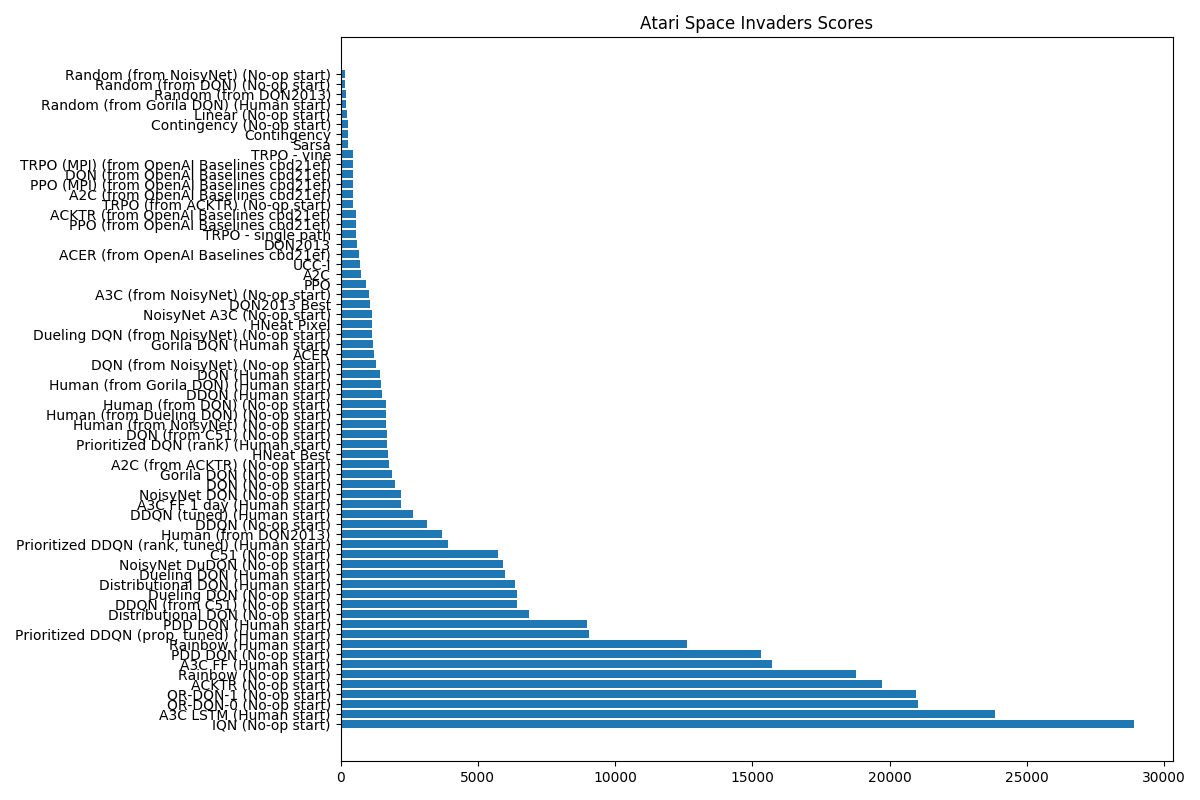 Atari Space Invaders Scores
Random (from NoisyNet) (No-op start)
Random (from DQN) (No-op start)
Random (from DQN2013)
Random (from Gorila DQN) (Human start)
Linear (No-op start)
Contingency (No-op start)
Contingency
Sarsa
TRPO - vine
TRPO (MPI) (from OpenAI Baselines cbd21ef)
DQN (from OpenAI Baselines cbd21ef)
PPO (MPI) (from OpenAI Baselines cbd21ef)
A2C (from OpenAI Baselines cbd21ef)
TRPO (from ACKTR) (No-op start)
ACKTR (from OpenAI Baselines cbd21ef)
PPO (from OpenAI Baselines cbd21ef)
TRPO - single path
DQN2013
ACER (from OpenAI Baselines cbd21ef)
UCC-I
A2C
PPO
A3C (from NoisyNet) (No-op start)
DQN2013 Best
NoisyNet A3C (No-op start)
HNeat Pixel
Dueling DQN (from NoisyNet) (No-op start)
Gorila DQN (Human start)
ACER
DQN (from NoisyNet) (No-op start)
DQN (Human start)
Human (from Gorila DQN) (Human start)
DDQN (Human start)
Human (from DQN) (No-op start)
Human (from Dueling DQN) (No-op start)
Human (from NoisyNet) (No-op start)
DQN (from C51) (No-op start)
Prioritized DQN (rank) (Human start)
HNeat Best
A2C (from ACKTR) (No-op start)
Gorila DQN (No-op start)
DQN (No-op start)
NoisyNet DQN (No-op start)
A3C FF 1 day (Human start)
DDQN (tuned) (Human start)
DDQN (No-op start)
Human (from DQN2013)
Prioritized DDQN (rank, tuned) (Human start)
C51 (No-op start)
NoisyNet DuDQN (No-op start)
Dueling DQN (Human start)
Distributional DQN (Human start)
Dueling DQN (No-op start)
DDQN (from C51) (No-op start)
Distributional DQN (No-op start)
PDD DQN (Human start)
Prioritized DDQN (prop, tuned) (Human start)
Rainbow (Human start)
PDD DQN (No-op start)
A3C FF (Human start)
Rainbow (No-op start)
ACKTR (No-op start)
QR-DQN-1 (No-op start)
QR-DQN-0 (No-op start)
A3C LSTM (Human start)
IQN (No-op start)
0 5000 10000 15000 20000 25000 30000